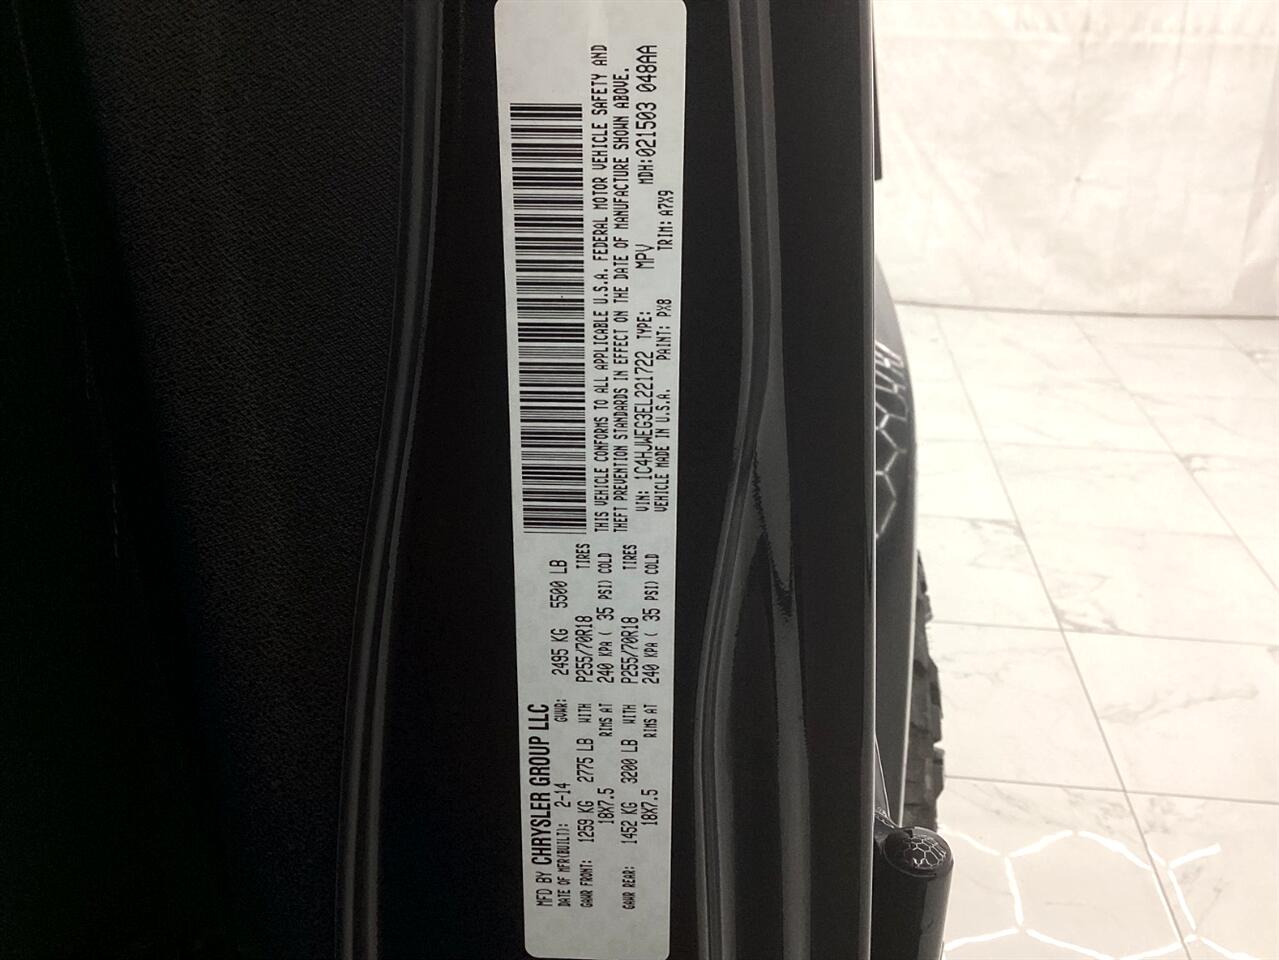 MFD BY CHRYSLER GROUP LLC
DATE OF MFR(BUILT): 2-14 GVWR: 2495 KG 5500 LB
GAWR FRONT: 1259 KG 2775 LB WITH P255/70R18 TIRES
18X7.5 RIMS AT 240 KPA ( 35 PSI) COLD
GAWR REAR: 1452 KG 3200 LB WITH P255/70R18 TIRES
18X7.5 RIMS AT 240 KPA ( 35 PSI) COLD
THIS VEHICLE CONFORMS TO ALL APPLICABLE U.S.A. FEDERAL MOTOR VEHICLE SAFETY AND
THEFT PREVENTION STANDARDS IN EFFECT ON THE DATE OF MANUFACTURE SHOWN ABOVE.
VIN: 1C4HJWEG3EL221722 TYPE: MPV MDH: 021503 048AA
VEHICLE MADE IN U.S.A. PAINT: PX8 TRIM: A7X9